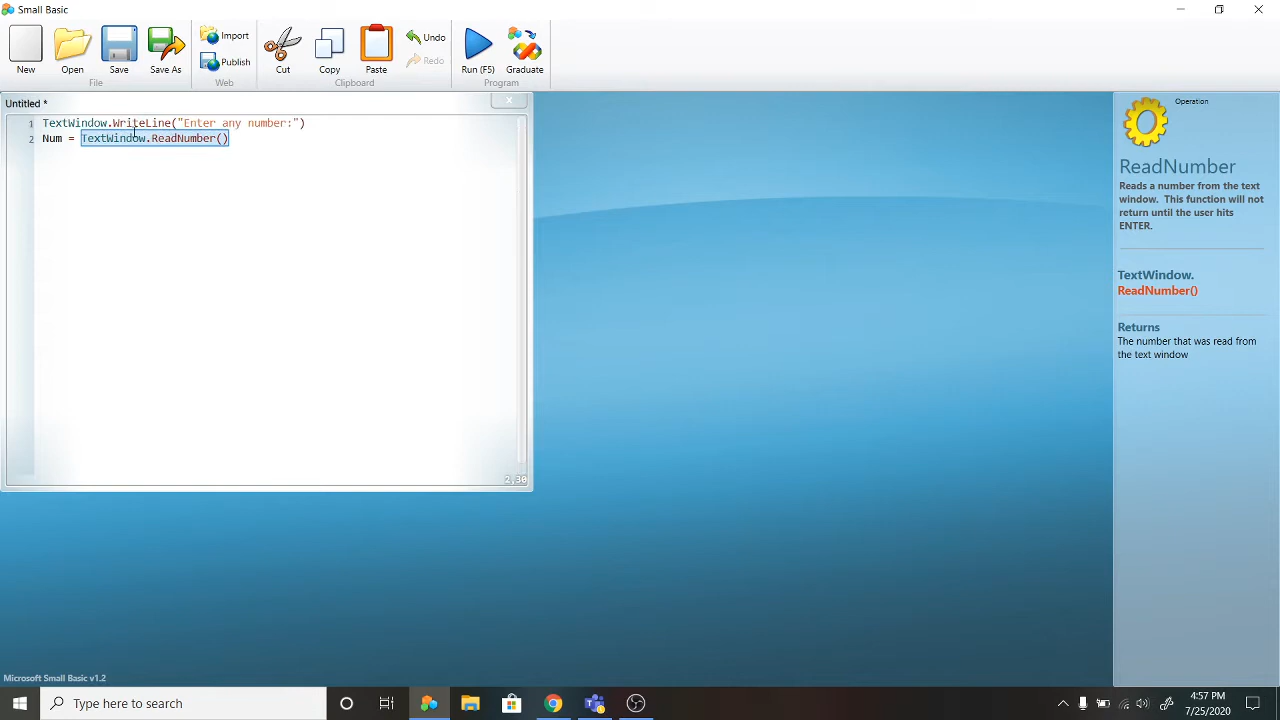 Small Basic
New
Open
Save
Save As
Import
Publish
Cut
Copy
Paste
Undo
Redo
Run (F5)
Graduate
File
Web
Clipboard
Program
Untitled *
x
1 TextWindow.WriteLine("Enter any number:")
2 Num = TextWindow.ReadNumber()
2,30
Operation
ReadNumber
Reads a number from the text
window. This function will not
return until the user hits
ENTER.
TextWindow.
ReadNumber()
Returns
The number that was read from
the text window
Microsoft Small Basic v1.2
Type here to search
4:57 PM
7/25/2020